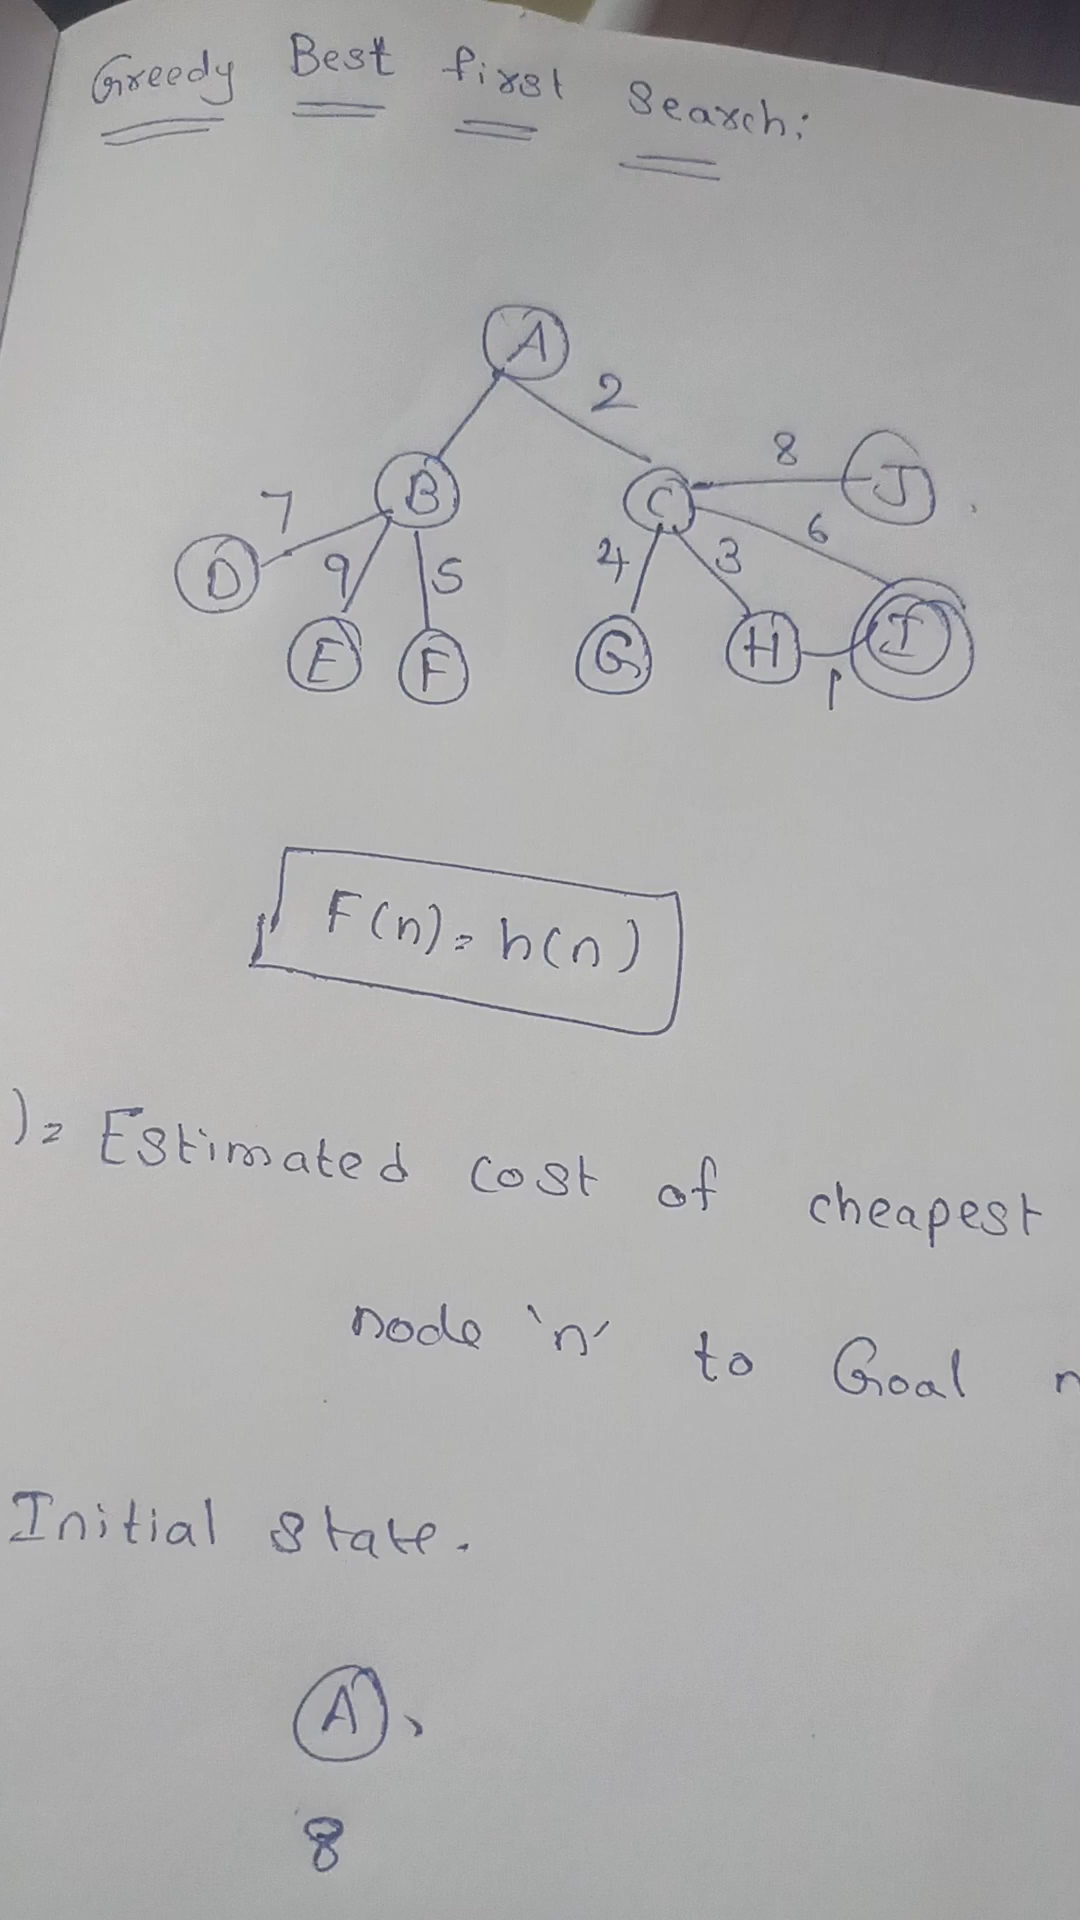 Greedy Best first Search:
A
2
8
J
B
C
7
6
D
9
5
4
3
E
F
G
H
I
1
F(n) = h(n)
) = Estimated cost of cheapest
node 'n' to Goal n
Initial state.
A
8